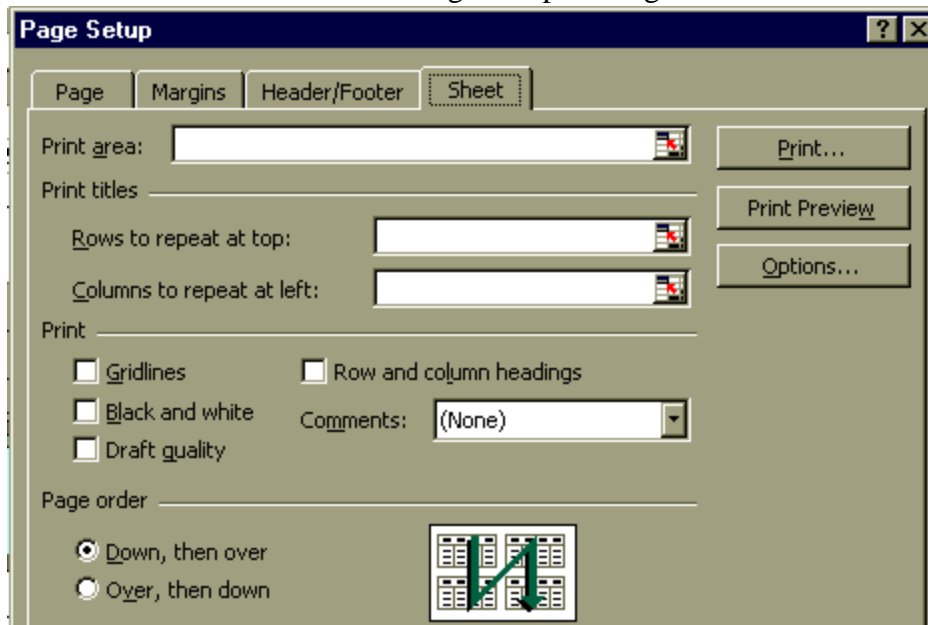 Page Setup
Page Margins Header/Footer Sheet
Print area:
Print...
Print titles
Print Preview
Rows to repeat at top:
Options...
Columns to repeat at left:
Print
Gridlines
Row and column headings
Black and white
Comments: (None)
Draft quality
Page order
Down, then over
Over, then down